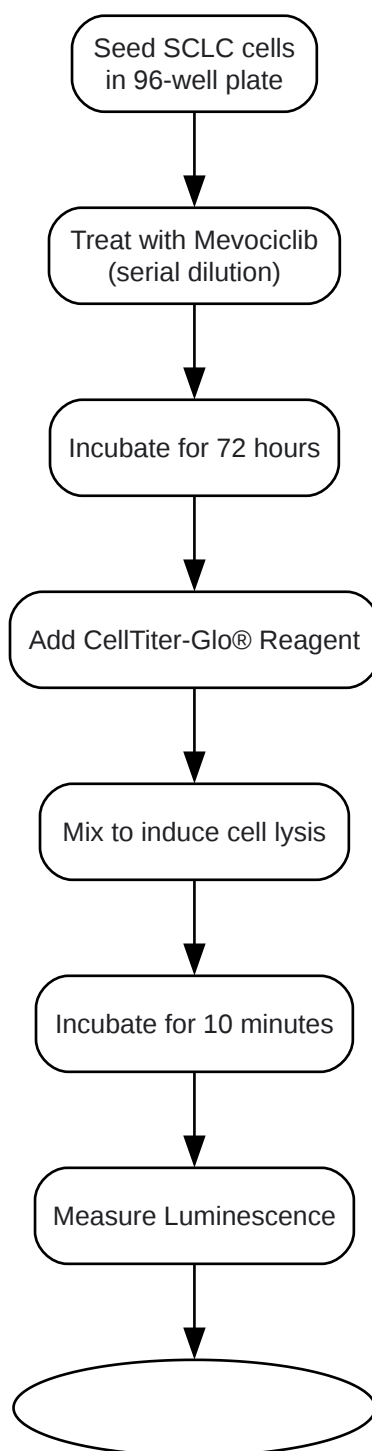 Seed SCLC cells
in 96-well plate
Treat with Mevociclib
(serial dilution)
Incubate for 72 hours
Add CellTiter-Glo® Reagent
Mix to induce cell lysis
Incubate for 10 minutes
Measure Luminescence